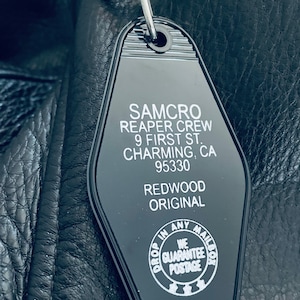 SAMCRO
REAPER CREW
9 FIRST ST.
CHARMING, CA
95330
REDWOOD
ORIGINAL
DROP IN ANY MAILBOX
WE
GUARANTEE
POSTAGE